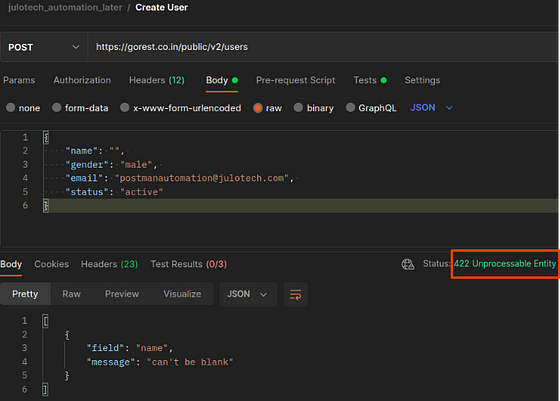 julotech_automation_later / Create User
POST https://gorest.co.in/public/v2/users
Params Authorization Headers (12) Body Pre-request Script Tests Settings
none form-data x-www-form-urlencoded raw binary GraphQL JSON
1 {
2 "name": "",
3 "gender": "male",
4 "email": "postmanautomation@julotech.com",
5 "status": "active"
6 }
Body Cookies Headers (23) Test Results (0/3) Status: 422 Unprocessable Entity
Pretty Raw Preview Visualize JSON
1 [
2 {
3 "field": "name",
4 "message": "can't be blank"
5 }
6 ]